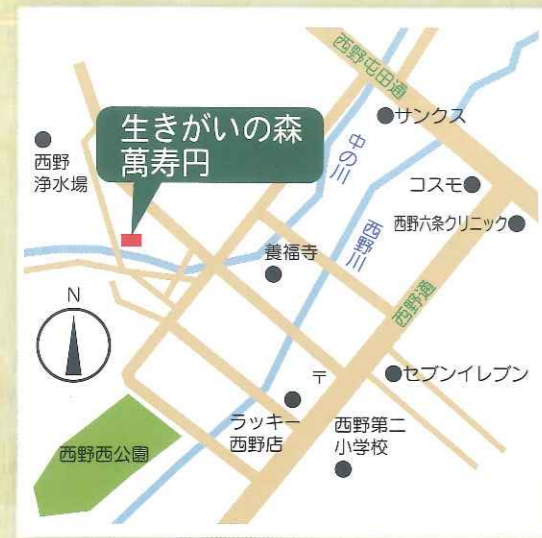 西野屯田通
サンクス
生きがいの森
萬寿円
中の川
西野
浄水場
コスモ
西野六条クリニック
西野川
養福寺
西野通
N
〒
セブンイレブン
ラッキー
西野店
西野第二
小学校
西野西公園